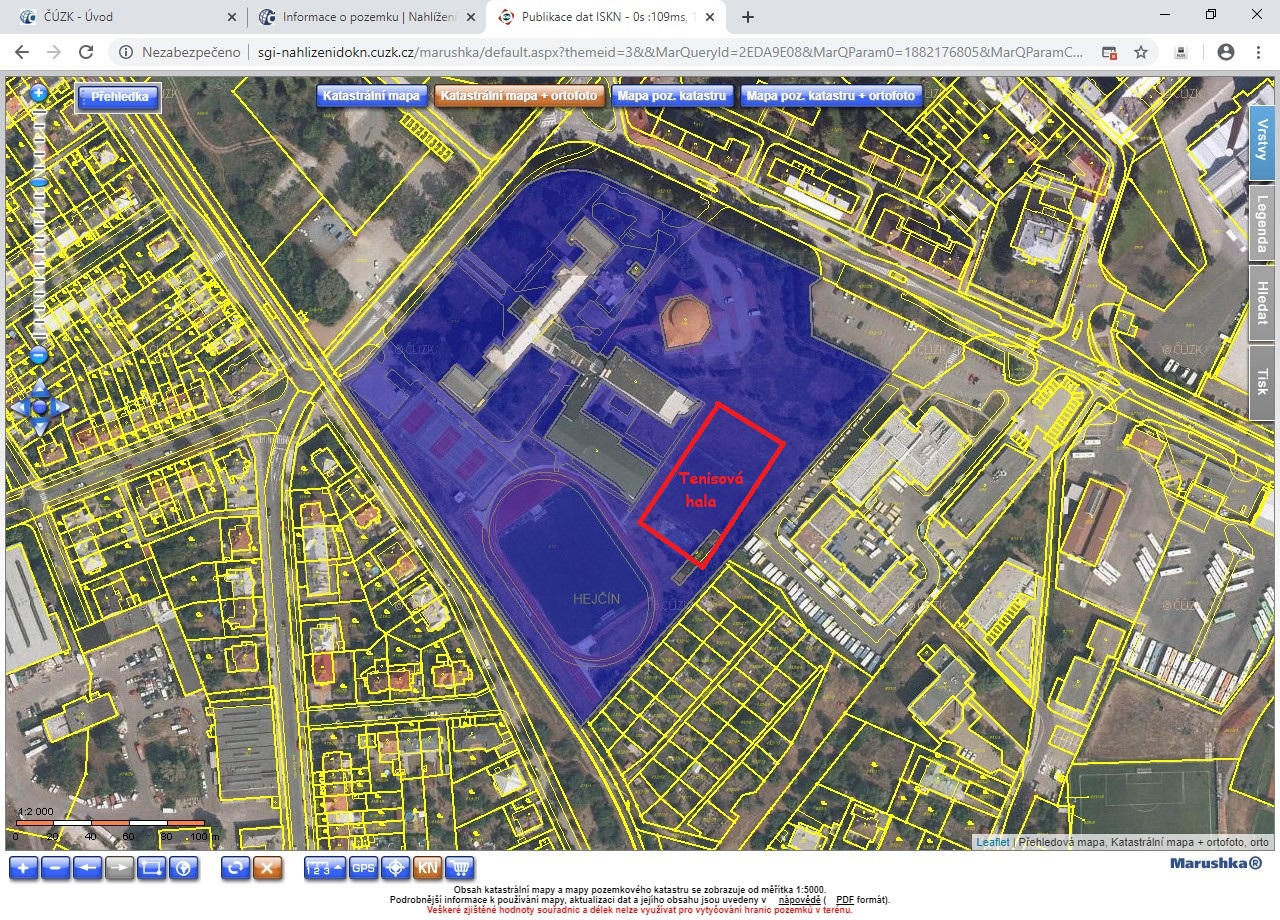 ČÚZK - Úvod
Informace o pozemku | Nahlížení
Publikace dat ISKN - 0s :109ms, 1
Nezabezpečeno
sgi-nahlizenidokn.cuzk.cz/marushka/default.aspx?themeid=3&&MarQueryId=2EDA9E08&MarQParam0=1882176805&MarQParamC...
Přehledka
Katastrální mapa
Katastrální mapa + ortofoto
Mapa poz. katastru
Mapa poz. katastru + ortofoto
Vrstvy
Legenda
Hledat
Tisk
© ČÚZK
Tenisová
hala
HEJČÍN
1:2 000
0 20 40 60 80 100 m
Leaflet | Přehledová mapa, Katastrální mapa + ortofoto, orto
Marushka®
1 2 3
GPS
KN
Obsah katastrální mapy a mapy pozemkového katastru se zobrazuje od měřítka 1:5000.
Podrobnější informace k používání mapy, aktualizaci dat a jejího obsahu jsou uvedeny v nápovědě ( PDF formát).
Veškeré zjištěné hodnoty souřadnic a délek nelze využívat pro vytyčování hranic pozemků v terénu.